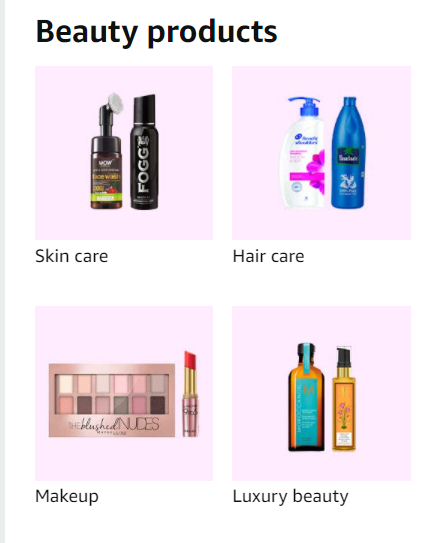 Beauty products
WOW
face wash
FOGG
head & shoulders
Parachute
Skin care
Hair care
THE blushed NUDES
MAYBELLINE
9to5
M
MOROCCANOIL
Makeup
Luxury beauty